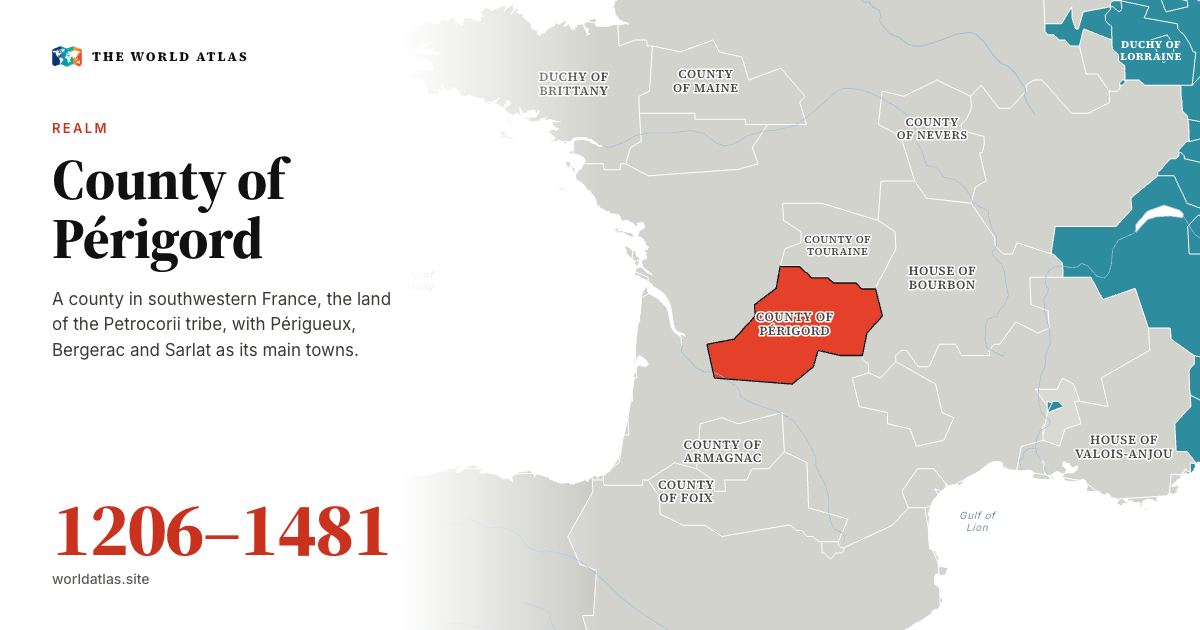 THE WORLD ATLAS
REALM
County of
Périgord
A county in southwestern France, the land
of the Petrocorii tribe, with Périgueux,
Bergerac and Sarlat as its main towns.
1206–1481
worldatlas.site
DUCHY OF
BRITTANY
COUNTY
OF MAINE
DUCHY OF
LORRAINE
COUNTY
OF NEVERS
COUNTY OF
TOURAINE
HOUSE OF
BOURBON
COUNTY OF
PÉRIGORD
COUNTY OF
ARMAGNAC
COUNTY
OF FOIX
HOUSE OF
VALOIS-ANJOU
Gulf of
Lion